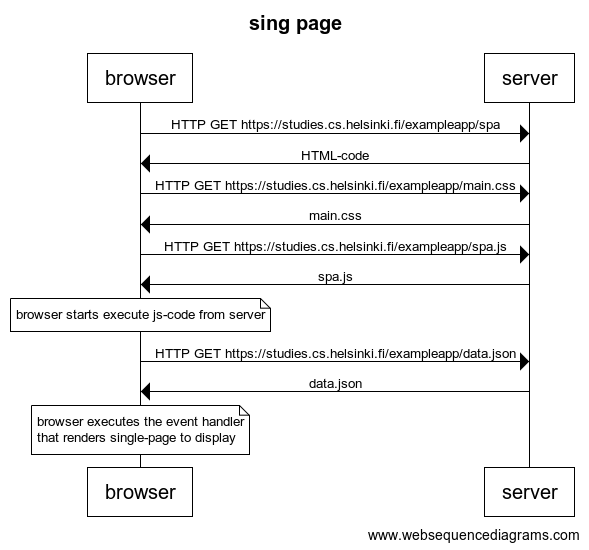 sing page
browser
server
HTTP GET https://studies.cs.helsinki.fi/exampleapp/spa
HTML-code
HTTP GET https://studies.cs.helsinki.fi/exampleapp/main.css
main.css
HTTP GET https://studies.cs.helsinki.fi/exampleapp/spa.js
spa.js
browser starts execute js-code from server
HTTP GET https://studies.cs.helsinki.fi/exampleapp/data.json
data.json
browser executes the event handler
that renders single-page to display
browser
server
www.websequencediagrams.com